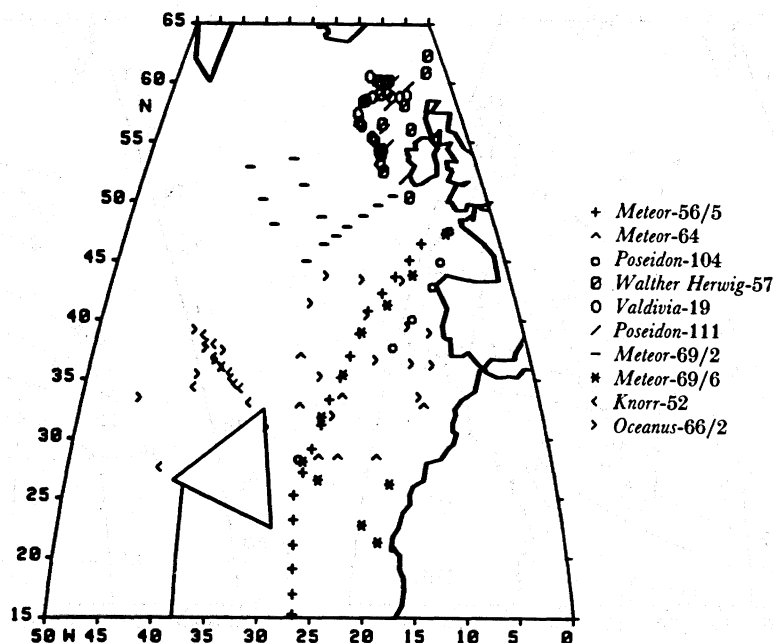 65
60
N
55
50
45
40
35
30
25
20
15
50 W 45 40 35 30 25 20 15 10 5 0
+ Meteor-56/5
^ Meteor-64
Poseidon-104
Walther Herwig-57
Valdivia-19
/ Poseidon-111
− Meteor-69/2
* Meteor-69/6
< Knorr-52
> Oceanus-66/2